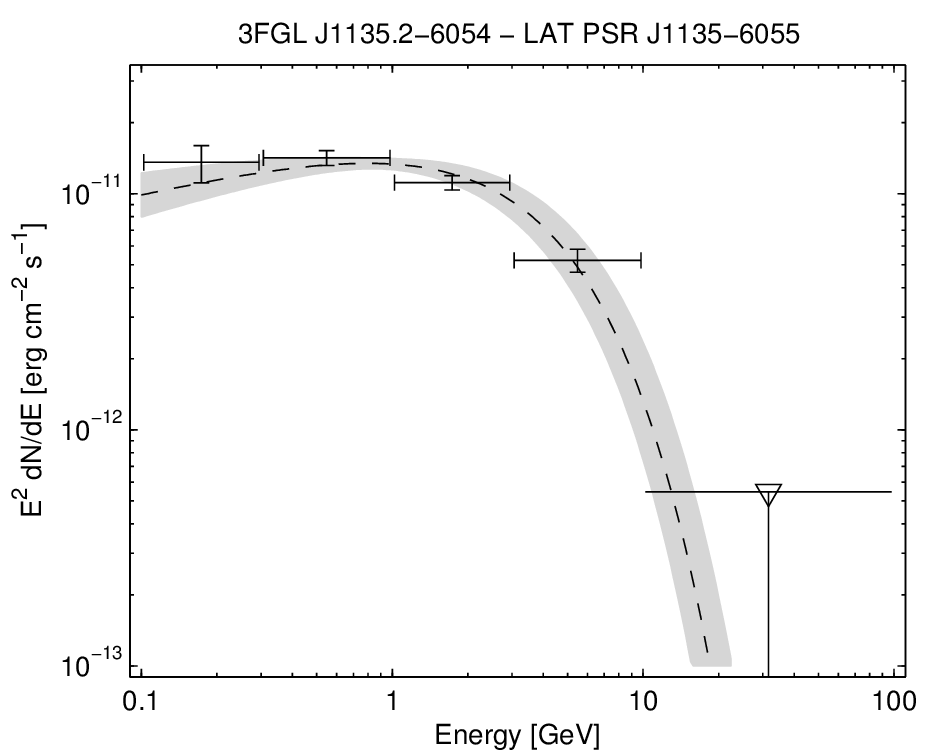 3FGL J1135.2−6054 − LAT PSR J1135−6055
E² dN/dE [erg cm⁻² s⁻¹]
10⁻¹¹
10⁻¹²
10⁻¹³
0.1 1 10 100
Energy [GeV]